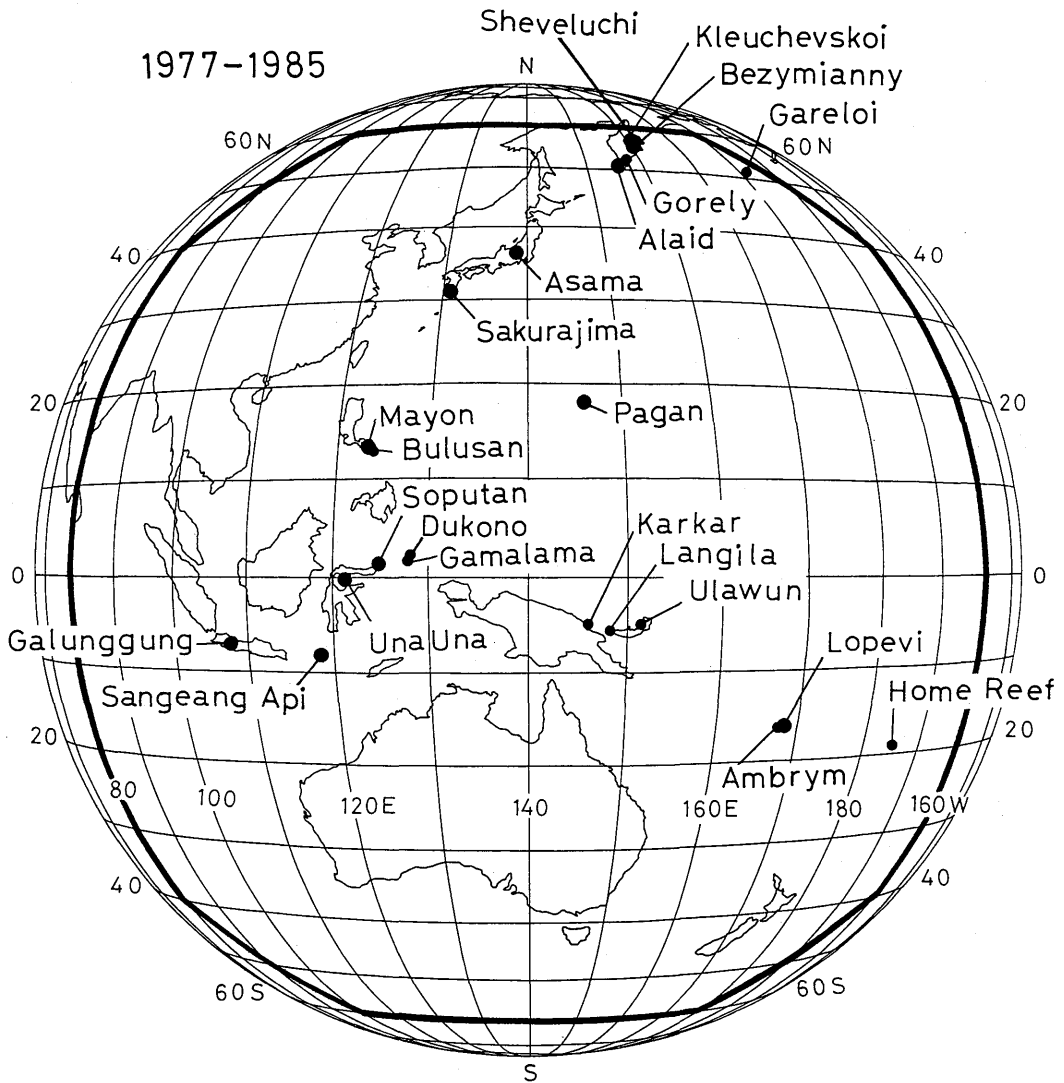 Sheveluchi
Kleuchevskoi
1977-1985
N
Bezymianny
Gareloi
60N
60N
Gorely
Alaid
40
40
Asama
Sakurajima
20
20
Pagan
Mayon
Bulusan
Soputan
Dukono
Karkar
Gamalama
Langila
0
0
Ulawun
Galunggung
UnaUna
Lopevi
Sangeang Api
Home Reef
20
20
Ambrym
80
100
120E
140
160E
180
160W
40
40
60S
60S
S